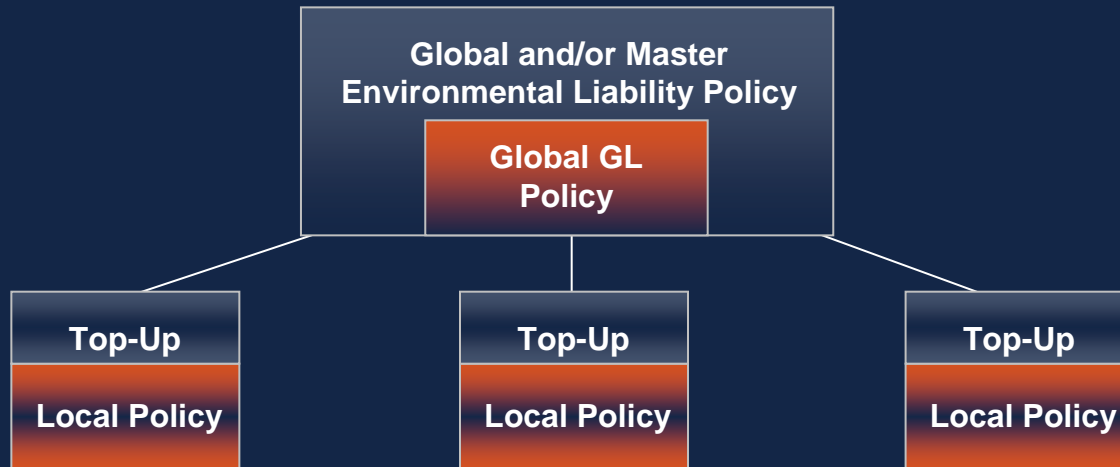 Global and/or Master
Environmental Liability Policy
Global GL
Policy
Top-Up
Top-Up
Top-Up
Local Policy
Local Policy
Local Policy